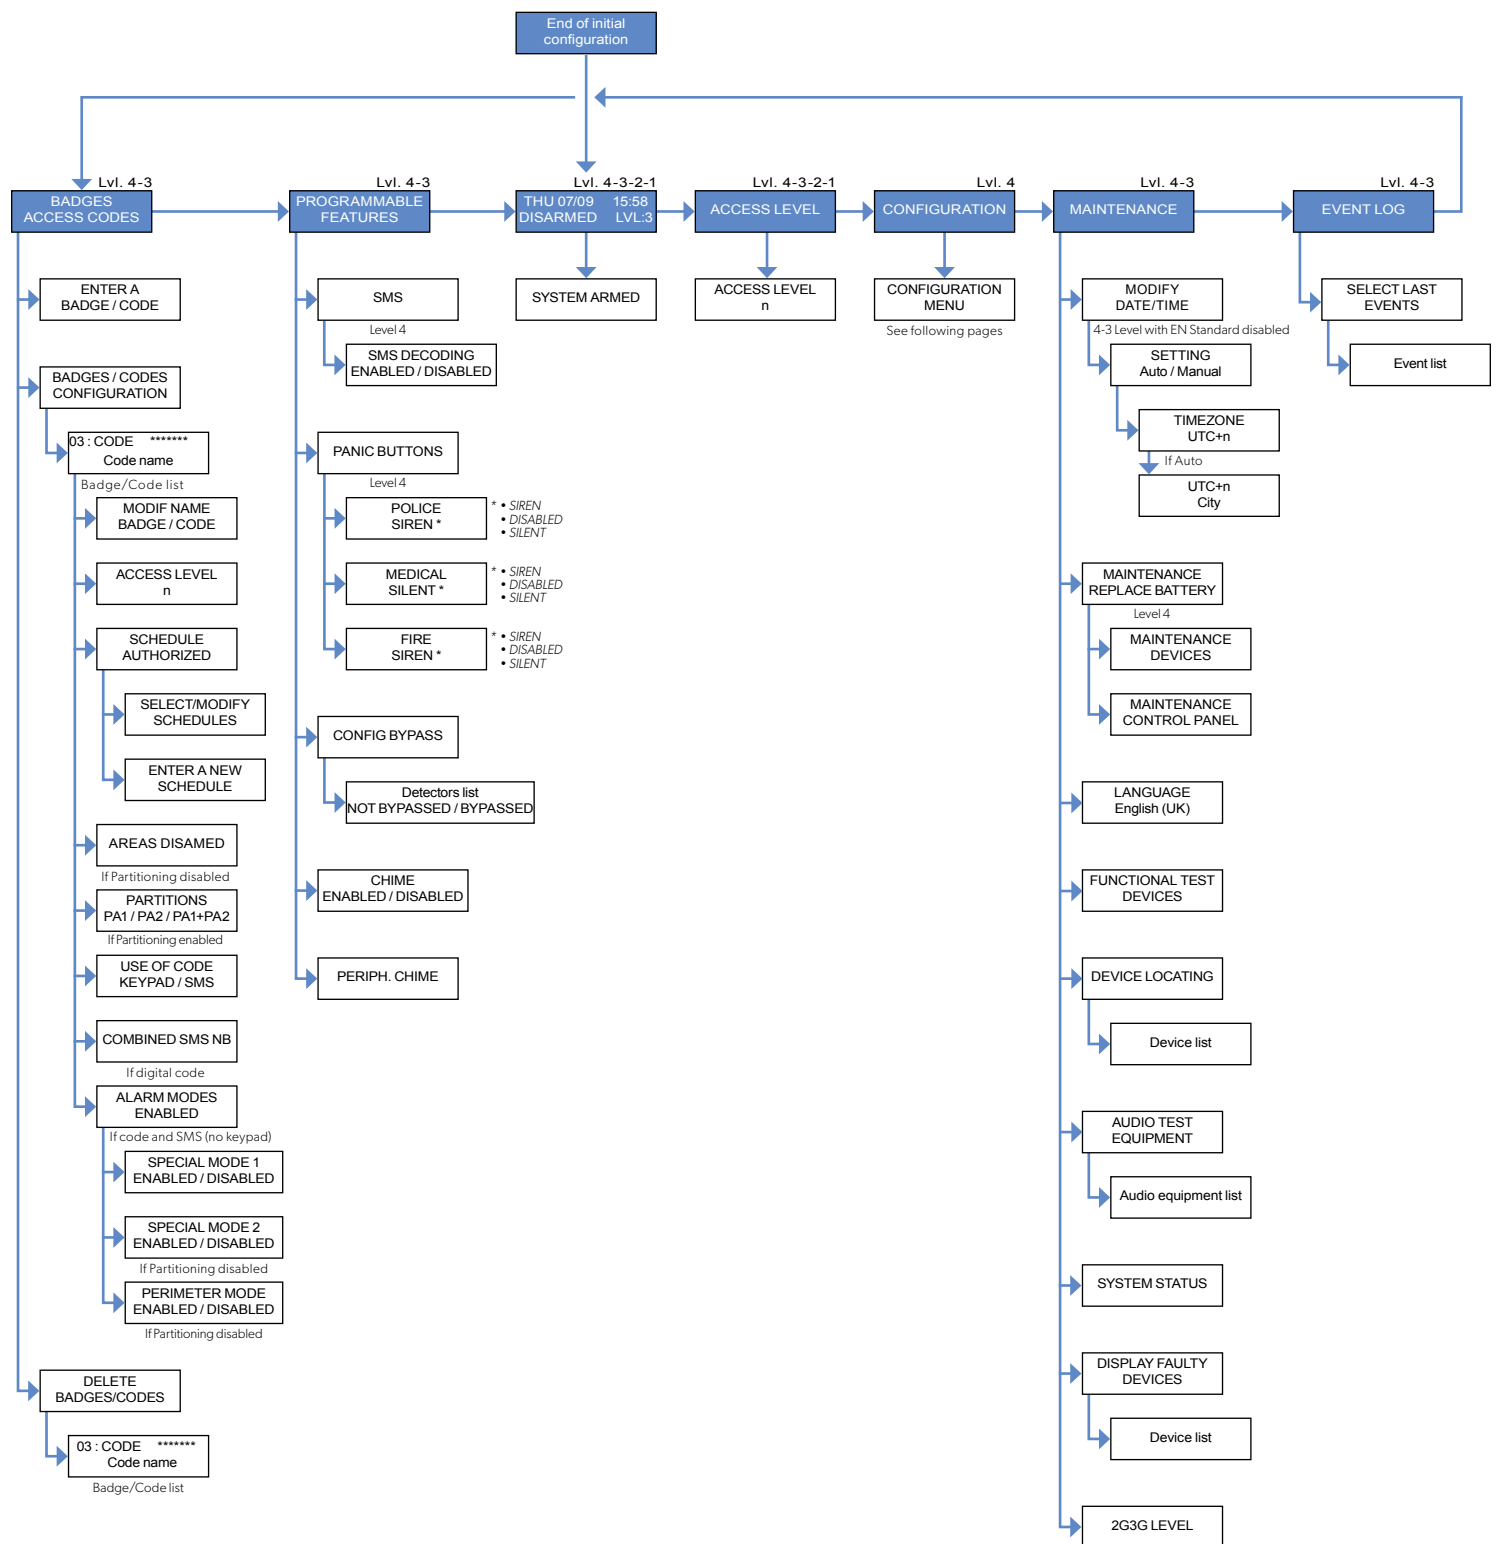 End of initial
configuration
Lvl. 4-3
BADGES
ACCESS CODES
Lvl. 4-3
PROGRAMMABLE
FEATURES
Lvl. 4-3-2-1
THU 07/09 15:58
DISARMED LVL:3
Lvl. 4-3-2-1
ACCESS LEVEL
Lvl. 4
CONFIGURATION
Lvl. 4-3
MAINTENANCE
Lvl. 4-3
EVENT LOG
ENTER A
BADGE / CODE
BADGES / CODES
CONFIGURATION
03 : CODE *******
Code name
Badge/Code list
MODIF NAME
BADGE / CODE
ACCESS LEVEL
n
SCHEDULE
AUTHORIZED
SELECT/MODIFY
SCHEDULES
ENTER A NEW
SCHEDULE
AREAS DISAMED
If Partitioning disabled
PARTITIONS
PA1 / PA2 / PA1+PA2
If Partitioning enabled
USE OF CODE
KEYPAD / SMS
COMBINED SMS NB
If digital code
ALARM MODES
ENABLED
If code and SMS (no keypad)
SPECIAL MODE 1
ENABLED / DISABLED
SPECIAL MODE 2
ENABLED / DISABLED
If Partitioning disabled
PERIMETER MODE
ENABLED / DISABLED
If Partitioning disabled
DELETE
BADGES/CODES
03 : CODE *******
Code name
Badge/Code list
SMS
Level 4
SMS DECODING
ENABLED / DISABLED
PANIC BUTTONS
Level 4
POLICE
SIREN *
* • SIREN
• DISABLED
• SILENT
MEDICAL
SILENT *
* • SIREN
• DISABLED
• SILENT
FIRE
SIREN *
* • SIREN
• DISABLED
• SILENT
CONFIG BYPASS
Detectors list
NOT BYPASSED / BYPASSED
CHIME
ENABLED / DISABLED
PERIPH. CHIME
SYSTEM ARMED
ACCESS LEVEL
n
CONFIGURATION
MENU
See following pages
MODIFY
DATE/TIME
4-3 Level with EN Standard disabled
SETTING
Auto / Manual
TIMEZONE
UTC+n
If Auto
UTC+n
City
MAINTENANCE
REPLACE BATTERY
Level 4
MAINTENANCE
DEVICES
MAINTENANCE
CONTROL PANEL
LANGUAGE
English (UK)
FUNCTIONAL TEST
DEVICES
DEVICE LOCATING
Device list
AUDIO TEST
EQUIPMENT
Audio equipment list
SYSTEM STATUS
DISPLAY FAULTY
DEVICES
Device list
2G3G LEVEL
SELECT LAST
EVENTS
Event list